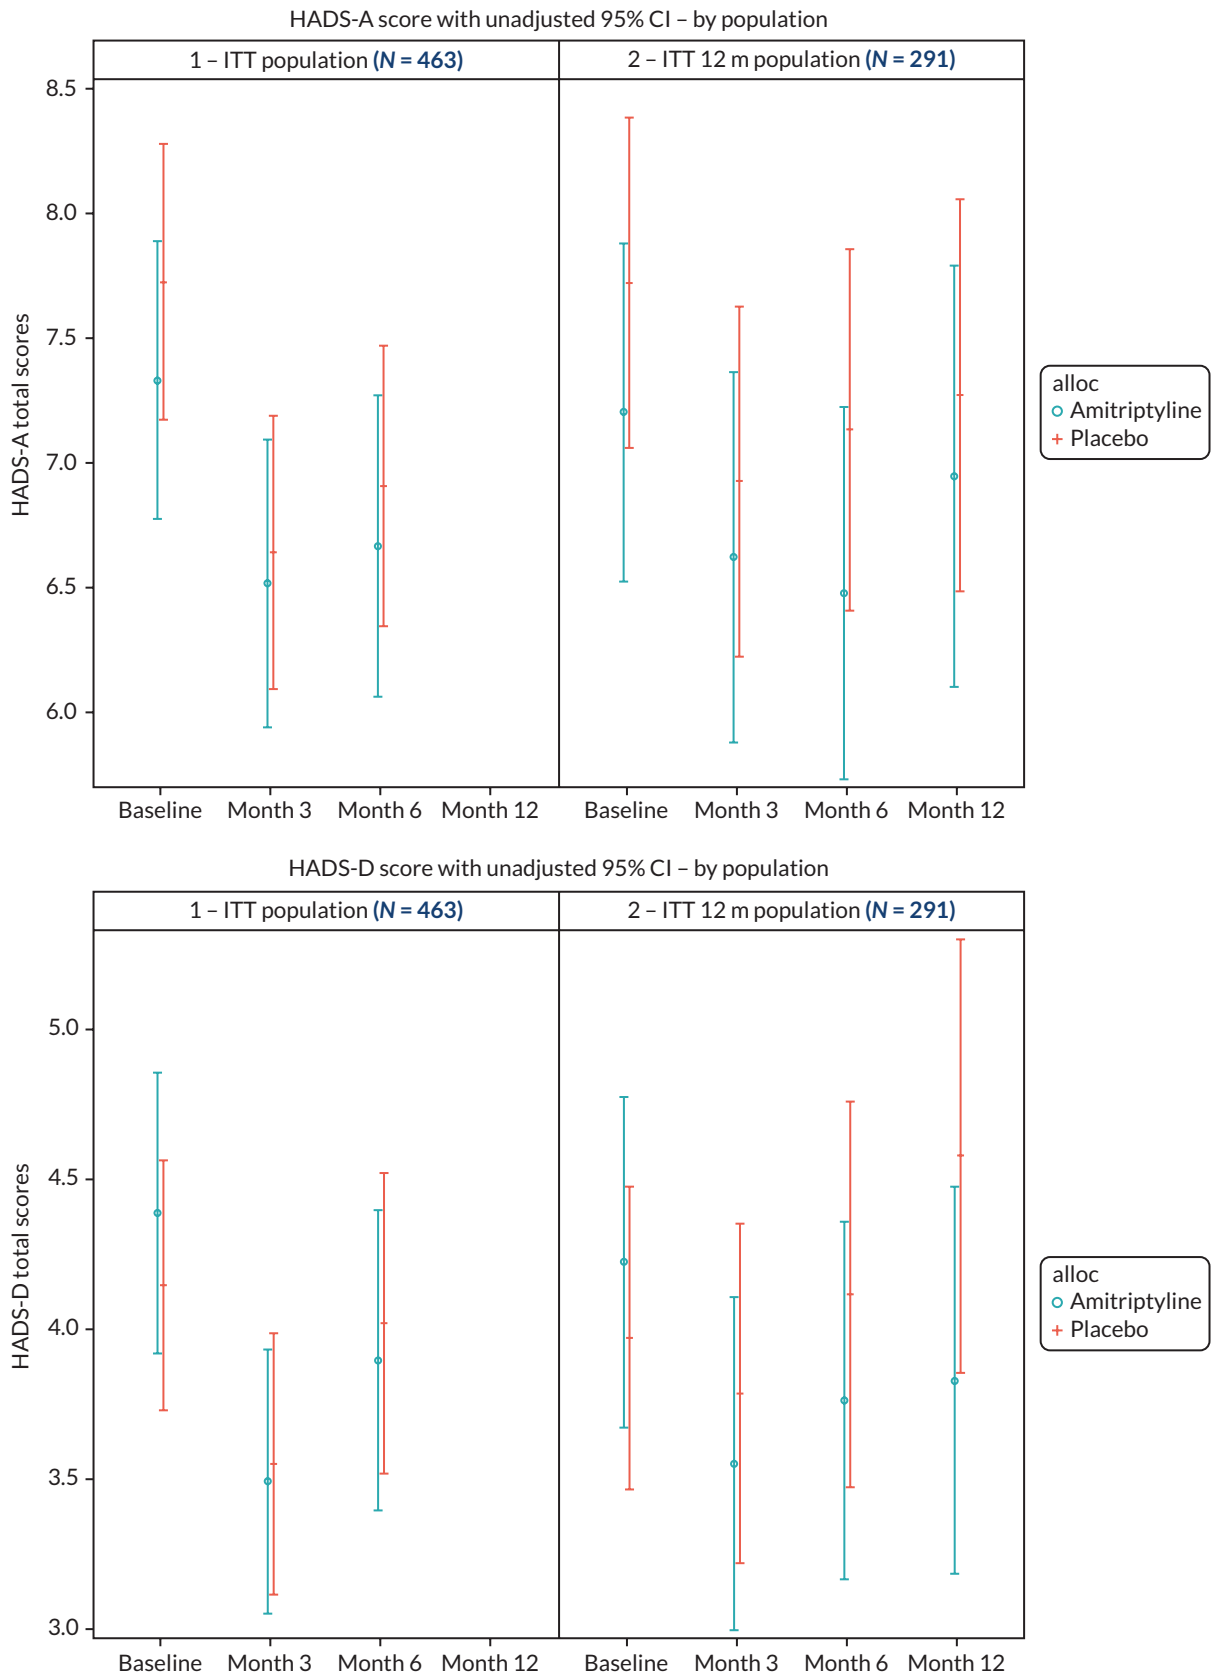 HADS-A score with unadjusted 95% CI – by population
1 – ITT population (N = 463)
2 – ITT 12 m population (N = 291)
8.5
8.0
7.5
7.0
6.5
6.0
HADS-A total scores
Baseline Month 3 Month 6 Month 12
Baseline Month 3 Month 6 Month 12
alloc
Amitriptyline
Placebo
HADS-D score with unadjusted 95% CI – by population
1 – ITT population (N = 463)
2 – ITT 12 m population (N = 291)
5.0
4.5
4.0
3.5
3.0
HADS-D total scores
Baseline Month 3 Month 6 Month 12
Baseline Month 3 Month 6 Month 12
alloc
Amitriptyline
Placebo